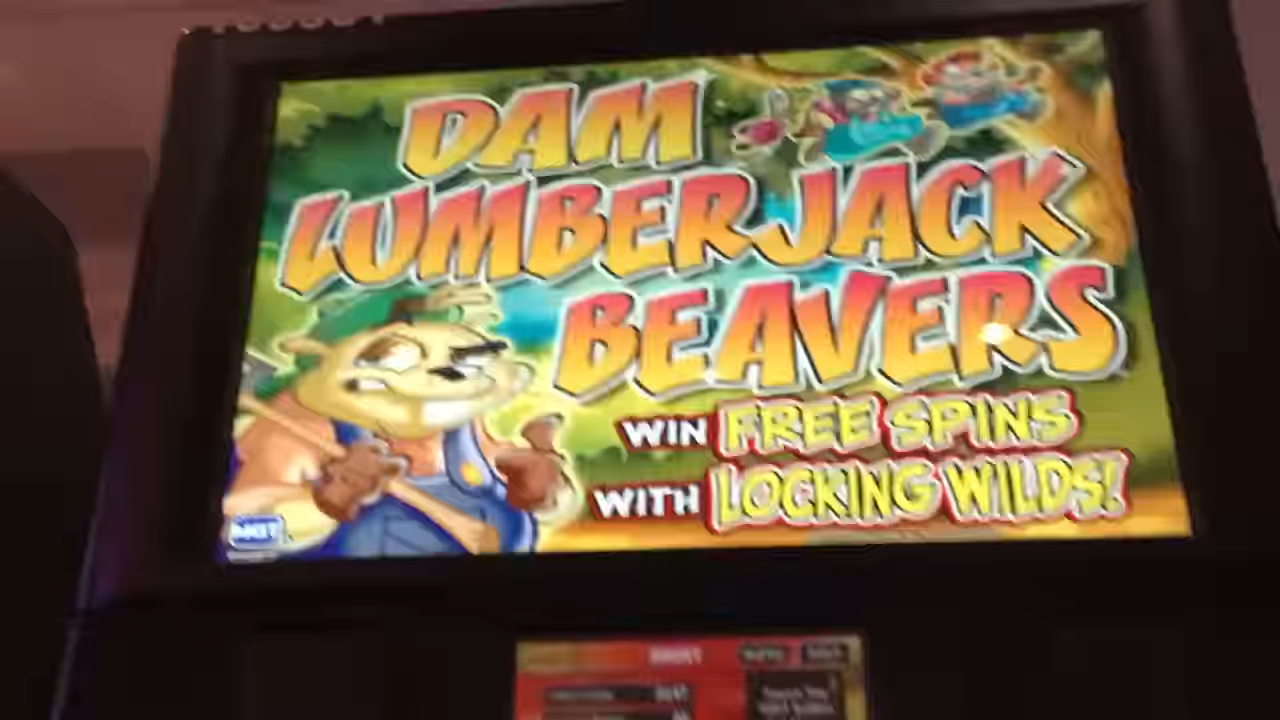 DAM
LUMBERJACK
BEAVERS
WIN FREE SPINS
WITH LOCKING WILDS!